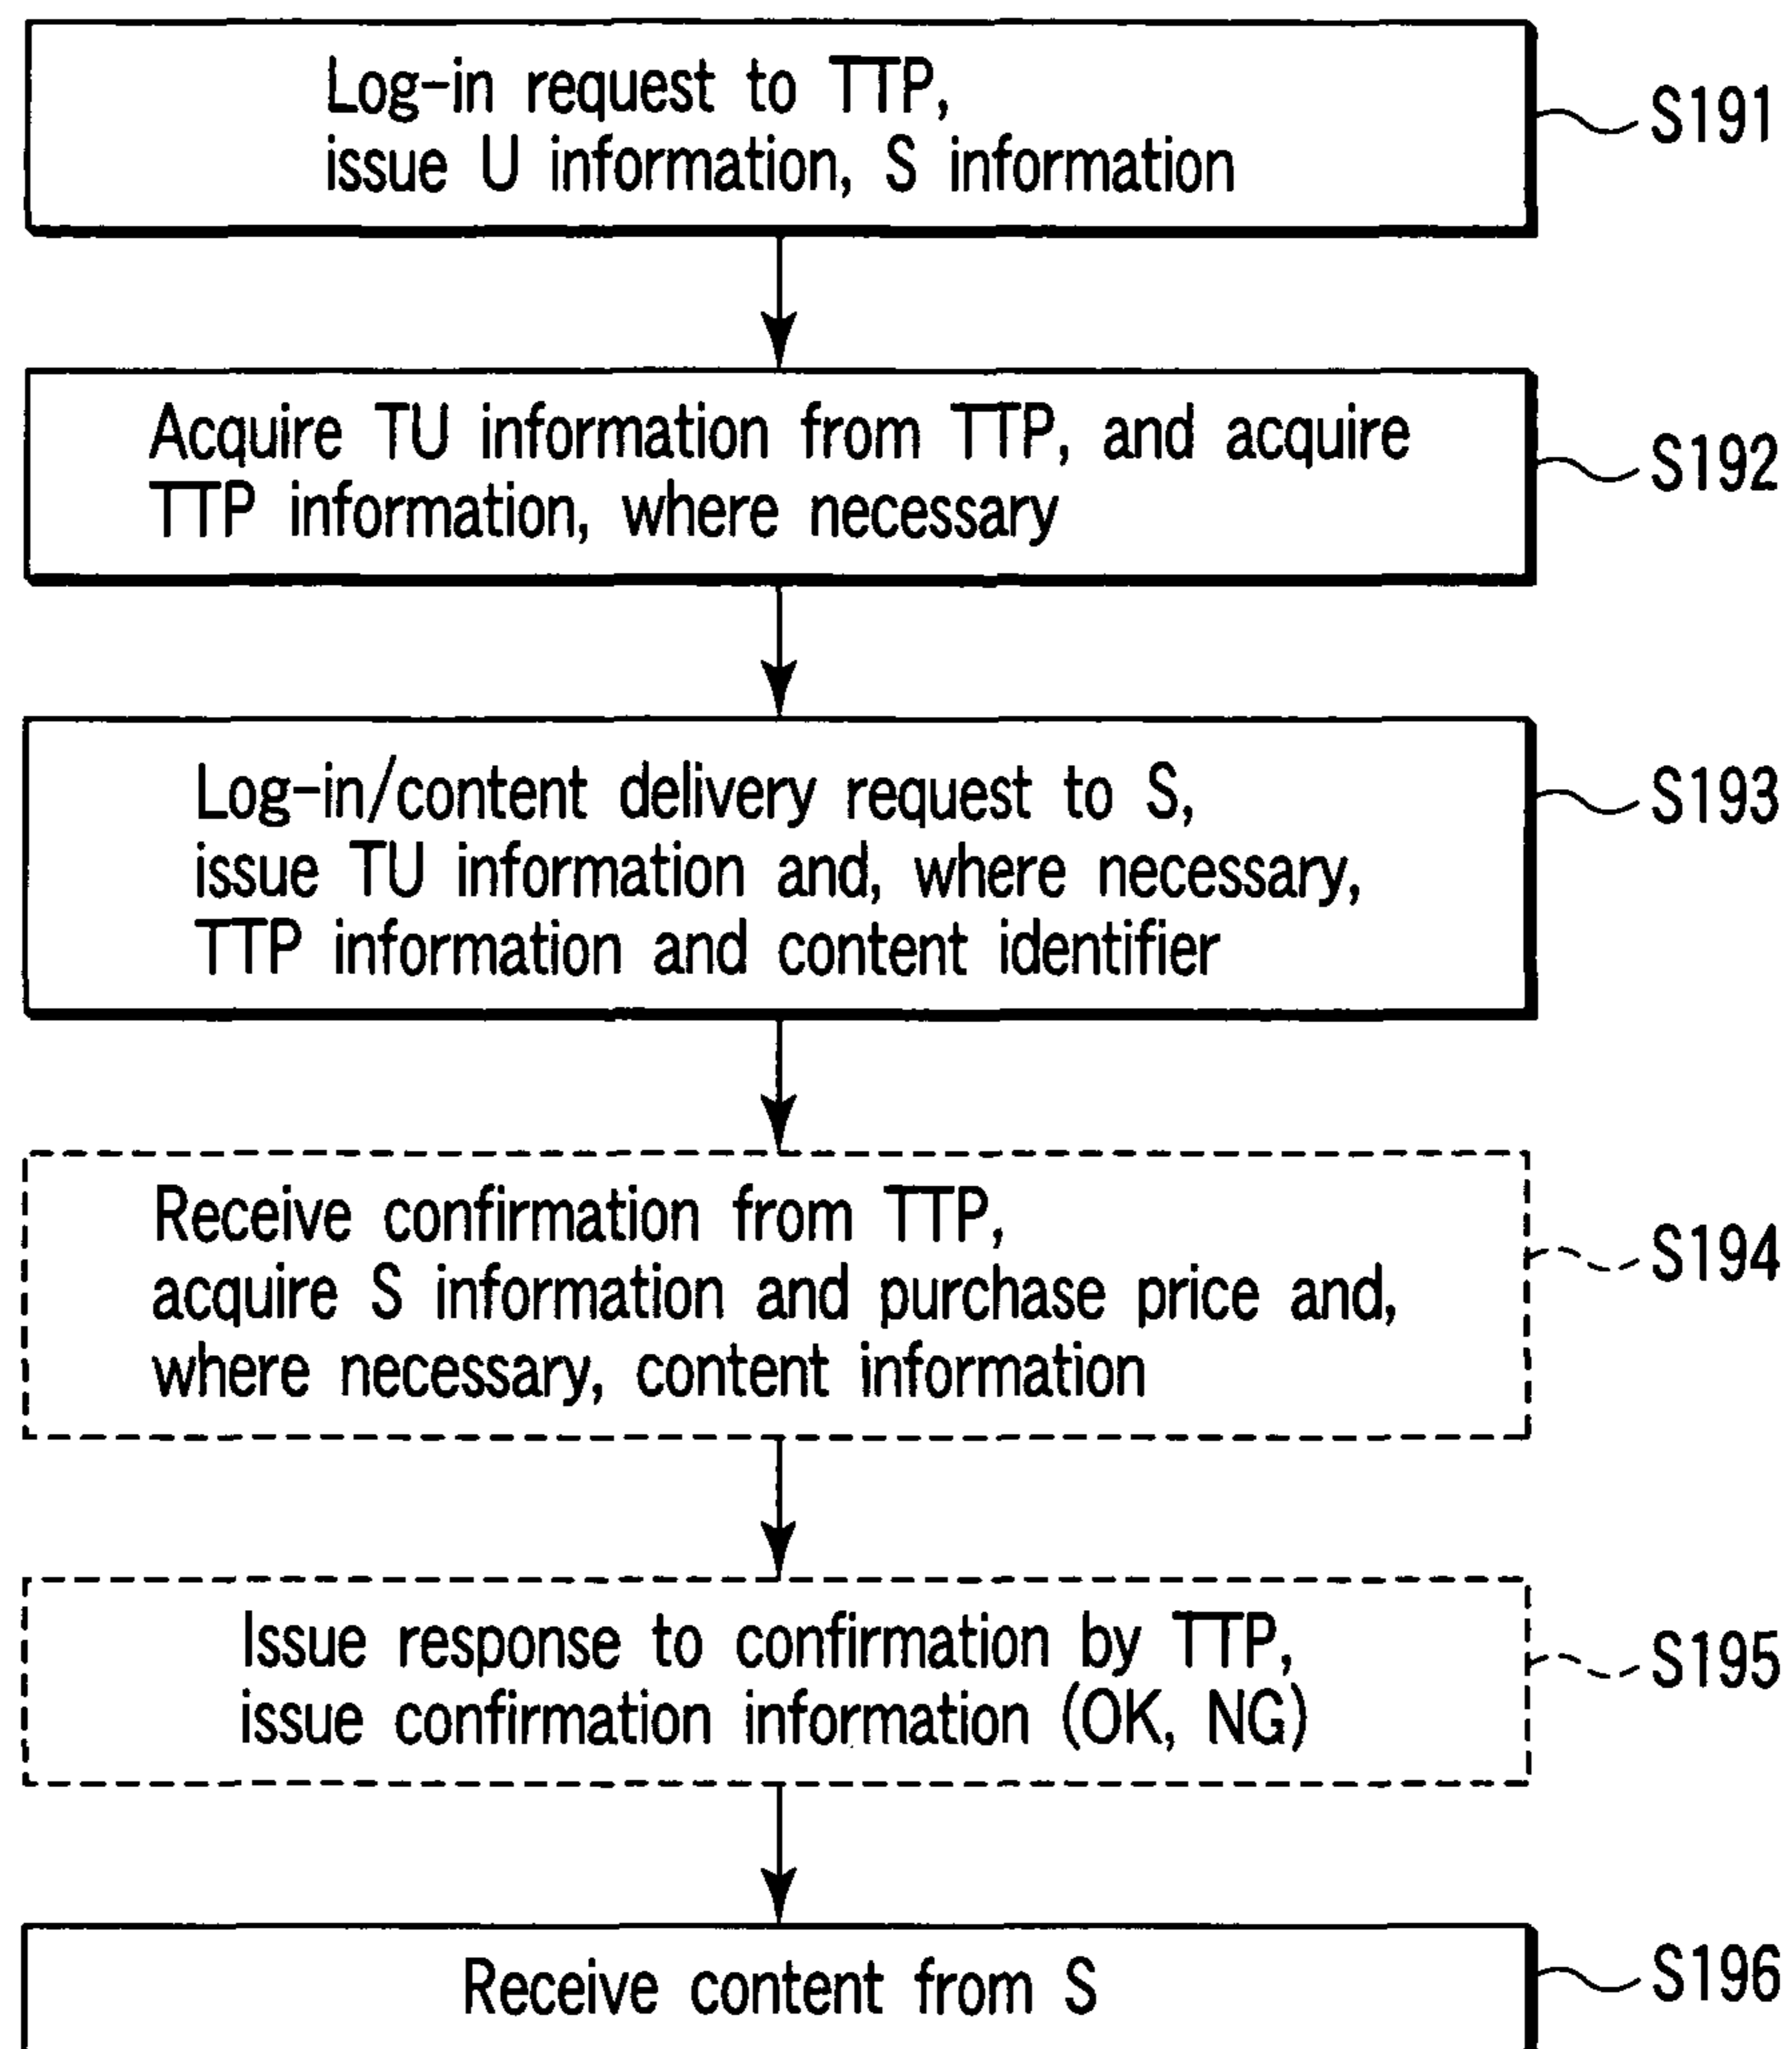 Log-in request to TTP,
issue U information, S information
S191
Acquire TU information from TTP, and acquire
TTP information, where necessary
S192
Log-in/content delivery request to S,
issue TU information and, where necessary,
TTP information and content identifier
S193
Receive confirmation from TTP,
acquire S information and purchase price and,
where necessary, content information
S194
Issue response to confirmation by TTP,
issue confirmation information (OK, NG)
S195
Receive content from S
S196